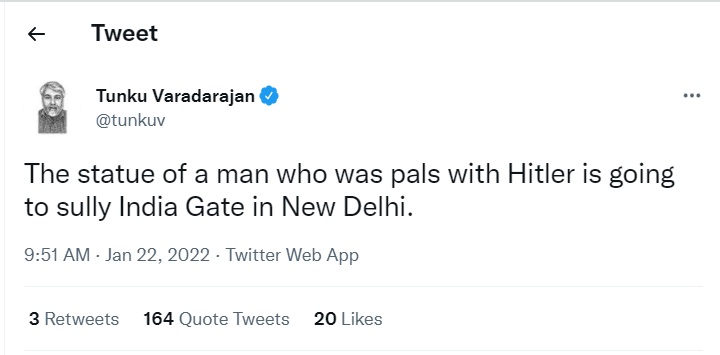 Tweet
Tunku Varadarajan
@tunkuv
The statue of a man who was pals with Hitler is going
to sully India Gate in New Delhi.
9:51 AM · Jan 22, 2022 · Twitter Web App
3 Retweets 164 Quote Tweets 20 Likes